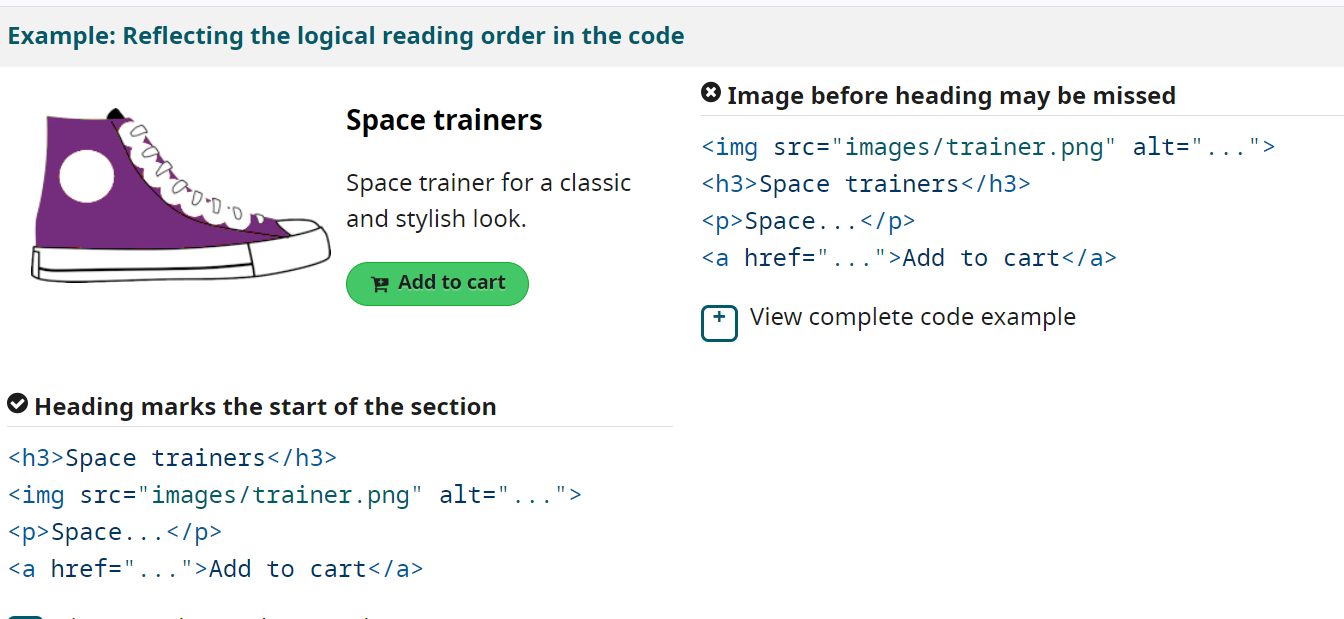 Example: Reflecting the logical reading order in the code
Space trainers
Space trainer for a classic
and stylish look.
Add to cart
Image before heading may be missed
<img src="images/trainer.png" alt="...">
<h3>Space trainers</h3>
<p>Space...</p>
<a href="...">Add to cart</a>
+ View complete code example
Heading marks the start of the section
<h3>Space trainers</h3>
<img src="images/trainer.png" alt="...">
<p>Space...</p>
<a href="...">Add to cart</a>